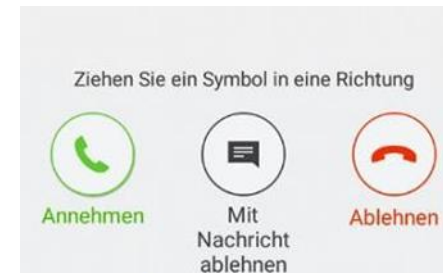 Ziehen Sie ein Symbol in eine Richtung
Annehmen
Mit
Nachricht
ablehnen
Ablehnen